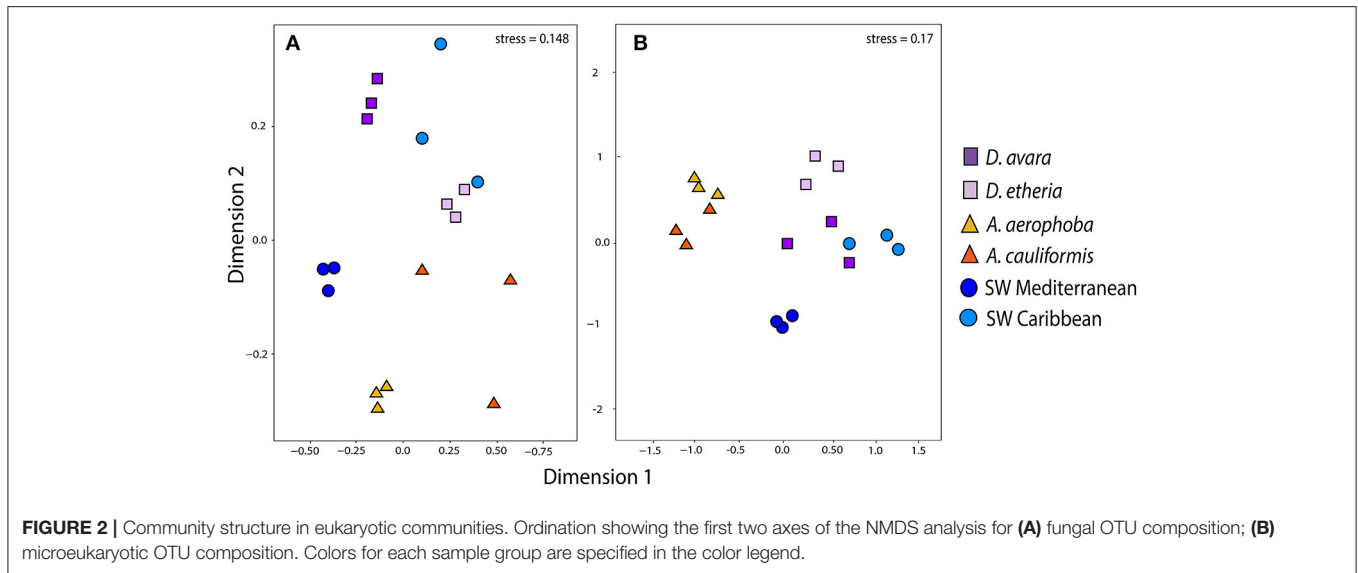 A
stress = 0.148
0.2
0.0
−0.2
Dimension 2
−0.50 −0.25 0.0 0.25 −0.75
B
stress = 0.17
2
1
0.0
−1
-2
−1.5 −1.0 -0.5 0.0 0.50 1.0 1.5
Dimension 1
D. avara
D. etheria
A. aerophoba
A. cauliformis
SW Mediterranean
SW Caribbean
FIGURE 2 | Community structure in eukaryotic communities. Ordination showing the first two axes of the NMDS analysis for (A) fungal OTU composition; (B)
microeukaryotic OTU composition. Colors for each sample group are specified in the color legend.